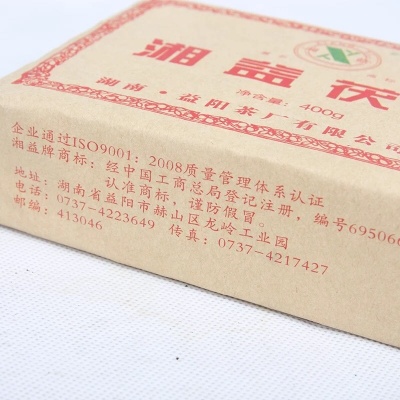 湘益茯
净含量: 400g
湖南·益阳茶厂有限公司
企业通过ISO9001: 2008质量管理体系认证
湘益牌商标: 经中国工商总局登记注册, 编号69506
认准商标, 谨防假冒。
地址: 湖南省益阳市赫山区龙岭工业园
电话: 0737-4223649 传真: 0737-4217427
邮编: 413046